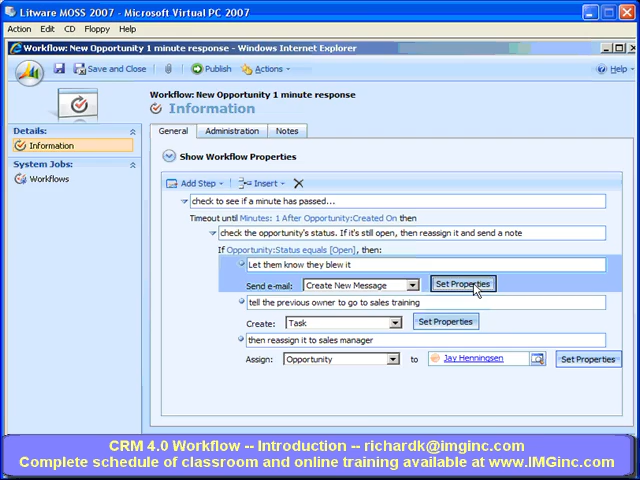 Litware MOSS 2007 - Microsoft Virtual PC 2007
Action Edit CD Floppy Help
Workflow: New Opportunity 1 minute response - Windows Internet Explorer
Save and Close Publish Actions Help
Workflow: New Opportunity 1 minute response
Information
Details:
Information
System Jobs:
Workflows
General Administration Notes
Show Workflow Properties
Add Step Insert
check to see if a minute has passed...
Timeout until Minutes: 1 After Opportunity:Created On then
check the opportunity's status. If it's still open, then reassign it and send a note
If Opportunity:Status equals [Open], then:
Let them know they blew it
Send e-mail: Create New Message Set Properties
tell the previous owner to go to sales training
Create: Task Set Properties
then reassign it to sales manager
Assign: Opportunity to Jay Henningsen Set Properties
CRM 4.0 Workflow -- Introduction -- richardk@imginc.com
Complete schedule of classroom and online training available at www.IMGinc.com